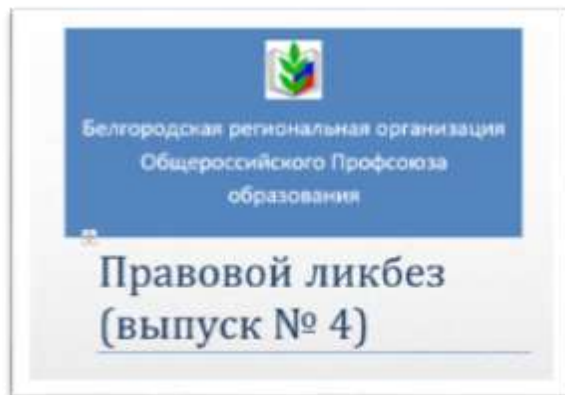 Белгородская региональная организация
Общероссийского Профсоюза
образования
Правовой ликбез
(выпуск № 4)